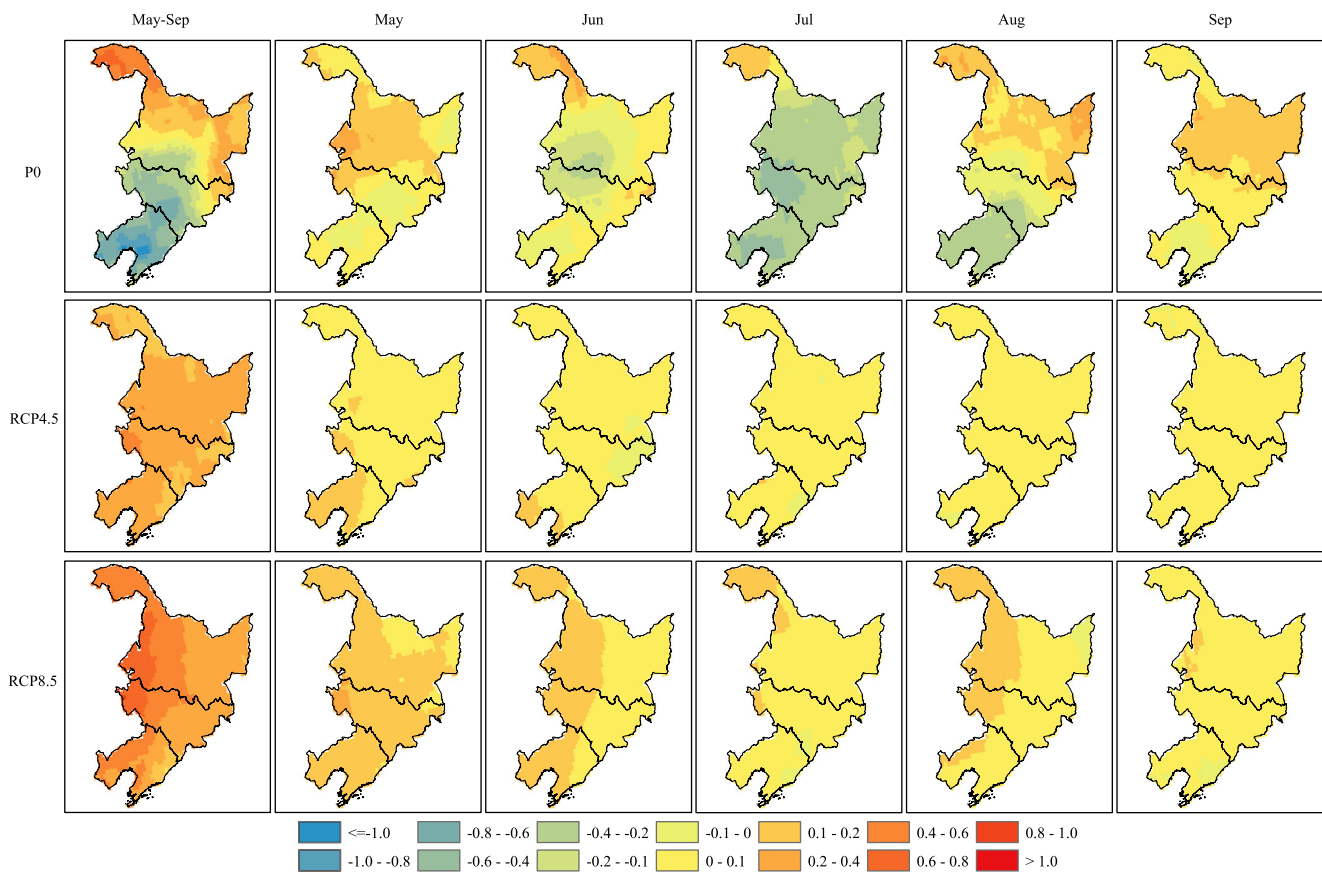 May-Sep May Jun Jul Aug Sep
P0
RCP4.5
RCP8.5
<=-1.0 -0.8 - -0.6 -0.4 - -0.2 -0.1 - 0 0.1 - 0.2 0.4 - 0.6 0.8 - 1.0
-1.0 - -0.8 -0.6 - -0.4 -0.2 - -0.1 0 - 0.1 0.2 - 0.4 0.6 - 0.8 > 1.0